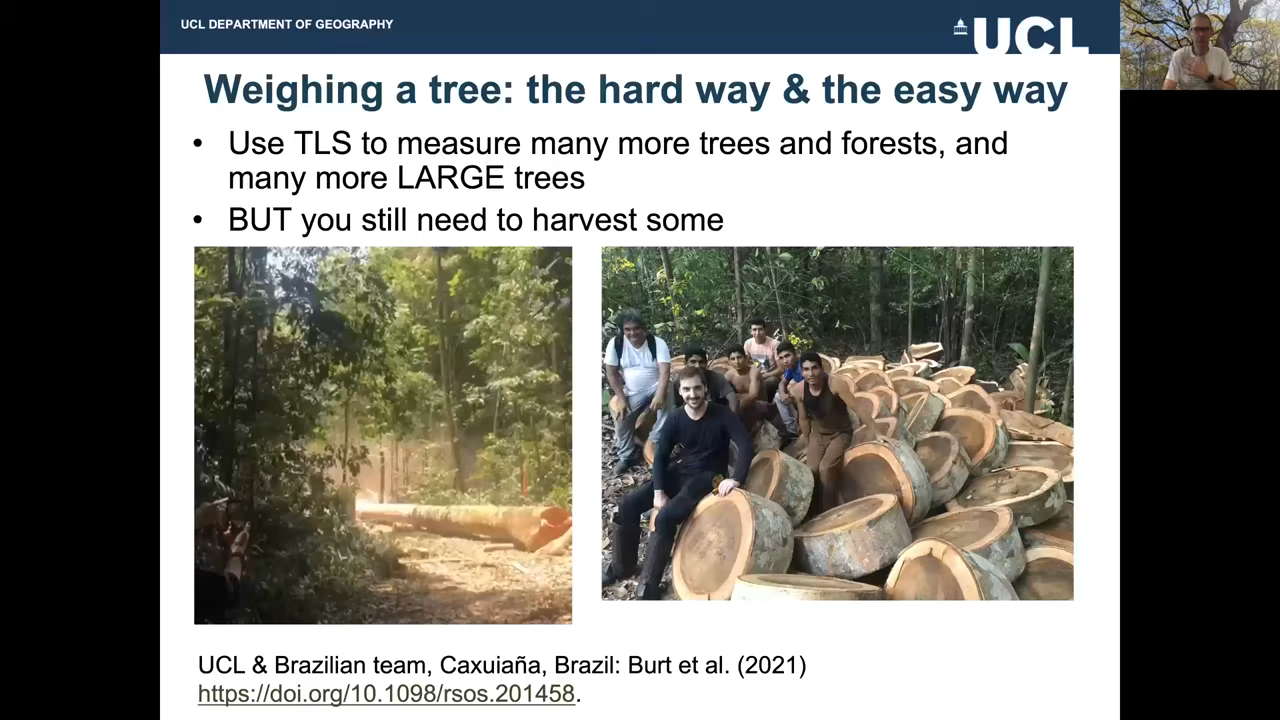 UCL DEPARTMENT OF GEOGRAPHY
UCL
Weighing a tree: the hard way & the easy way
• Use TLS to measure many more trees and forests, and
many more LARGE trees
• BUT you still need to harvest some
UCL & Brazilian team, Caxuiaña, Brazil: Burt et al. (2021)
https://doi.org/10.1098/rsos.201458.